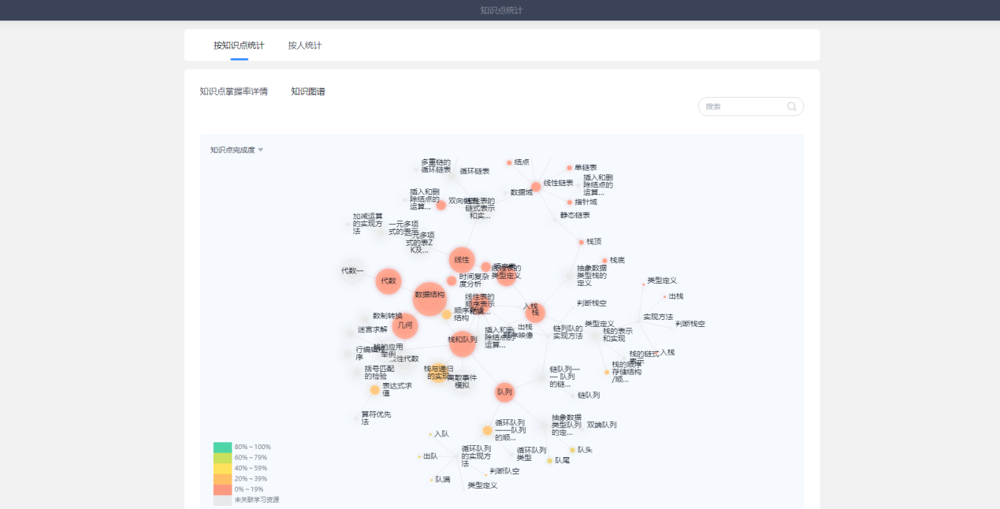 知识点统计
按知识点统计
按人统计
知识点掌握率详情
知识图谱
搜索
知识点完成度
多重链的
循环链表
循环链表
结点
单链表
线性链表
插入和删
除结点的
运算...
数据域
指针域
静态链表
插入和删
除结点的
运算...
双向链表
线性表的
链式表示
和实...
加减运算
的实现方
法
一元多项
式的表示
一元多项
式的表Z
K及...
栈顶
栈底
线性
代数一
代数
数据结构
时间复杂
度分析
顺序表
线性表的
类型定义
抽象数据
类型栈的
定义
类型定义
出栈
判断栈空
实现方法
判断栈空
线性表的
顺序表示
和实...
顺序存储
结构
入栈
栈
数制转换
几何
迷宫求解
栈和队列
插入和删
除结点的
运算...
出栈
顺序映像
链列队的
实现方法
类型定义
栈的表示
和实现
行编辑程
序
栈的应用
举例
线性代数
栈的链式
表示
入栈
括号匹配
的检验
栈与递归
的实现
离散事件
模拟
链队列—
— 队列
的链...
栈的顺序
存储结构
/顺...
表达式求
值
队列
链队列
算符优先
法
循环队列
——队列
的顺...
抽象数据
类型队列
的定...
双端队列
入队
出队
队满
循环队列
的实现方
法
循环队列
类型
队头
队尾
判断队空
类型定义
80%～100%
60%～79%
40%～59%
20%～39%
0%～19%
未关联学习资源